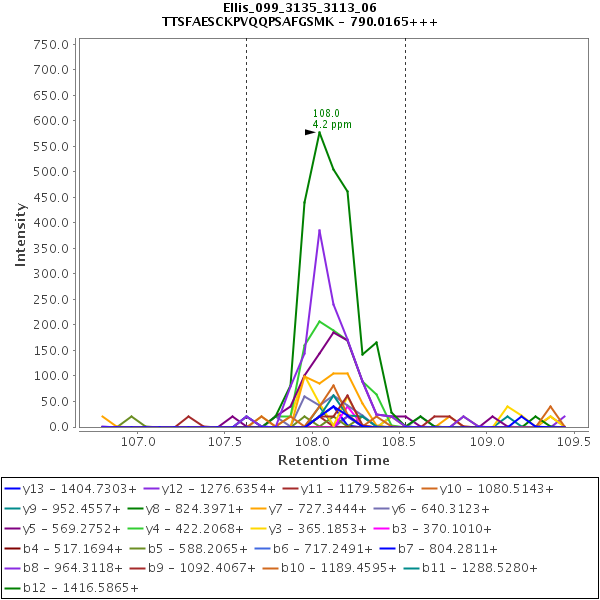 Ellis_099_3135_3113_06
TTSFAESCKPVQQPSAFGSMK - 790.0165+++
750.0
700.0
650.0
600.0
550.0
500.0
450.0
400.0
350.0
300.0
250.0
200.0
150.0
100.0
50.0
0.0
Intensity
108.0
4.2 ppm
107.0 107.5 108.0 108.5 109.0 109.5
Retention Time
y13 - 1404.7303+ y12 - 1276.6354+ y11 - 1179.5826+ y10 - 1080.5143+
y9 - 952.4557+ y8 - 824.3971+ y7 - 727.3444+ y6 - 640.3123+
y5 - 569.2752+ y4 - 422.2068+ y3 - 365.1853+ b3 - 370.1010+
b4 - 517.1694+ b5 - 588.2065+ b6 - 717.2491+ b7 - 804.2811+
b8 - 964.3118+ b9 - 1092.4067+ b10 - 1189.4595+ b11 - 1288.5280+
b12 - 1416.5865+